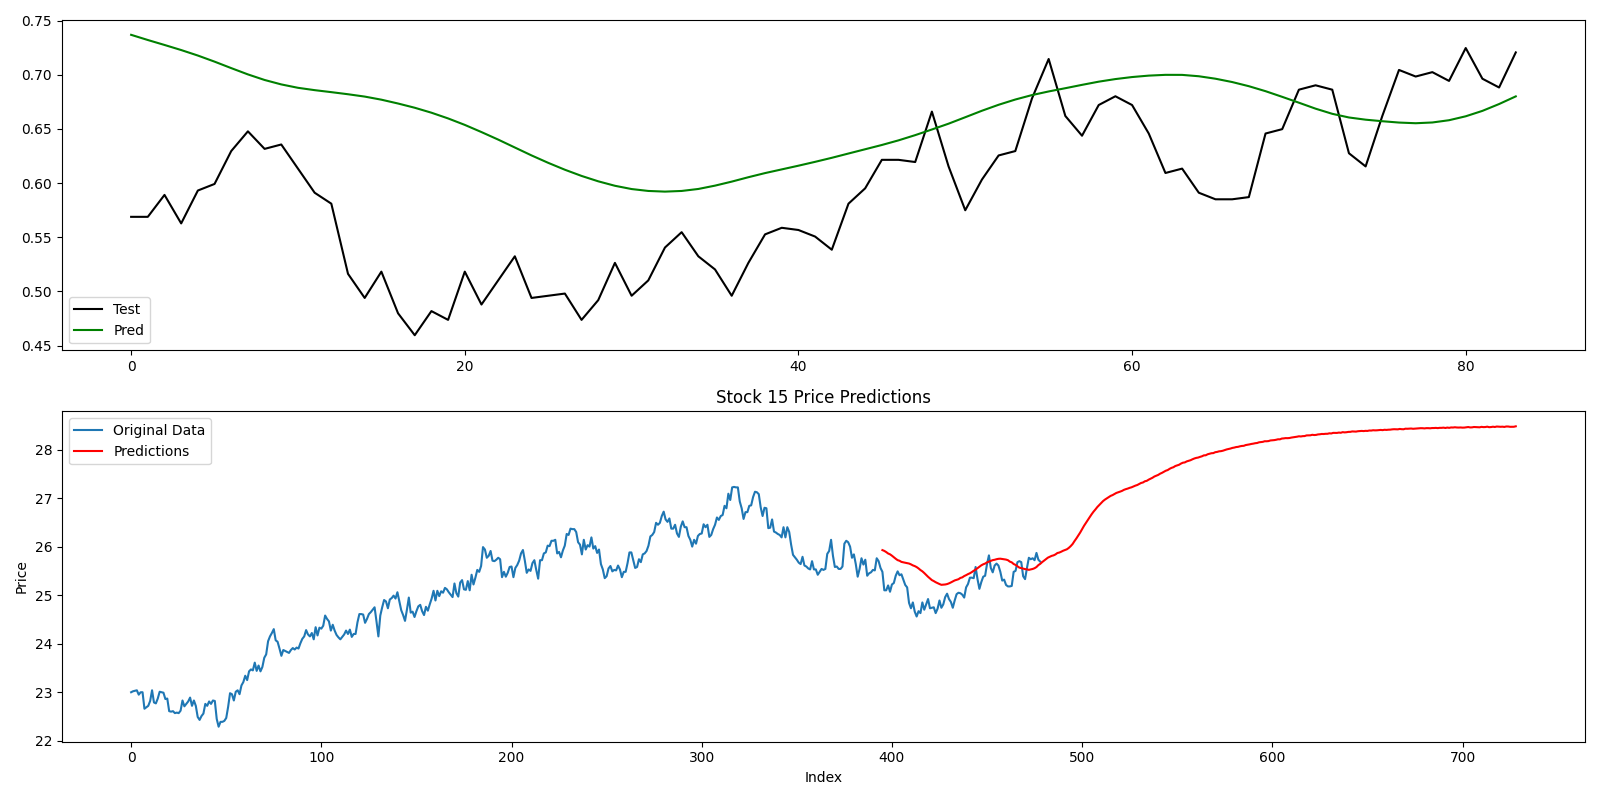 0.75
0.70
0.65
0.60
0.55
0.50
0.45
Test
Pred
0 20 40 60 80
Stock 15 Price Predictions
Original Data
Predictions
Price
28
27
26
25
24
23
22
0 100 200 300 400 500 600 700
Index